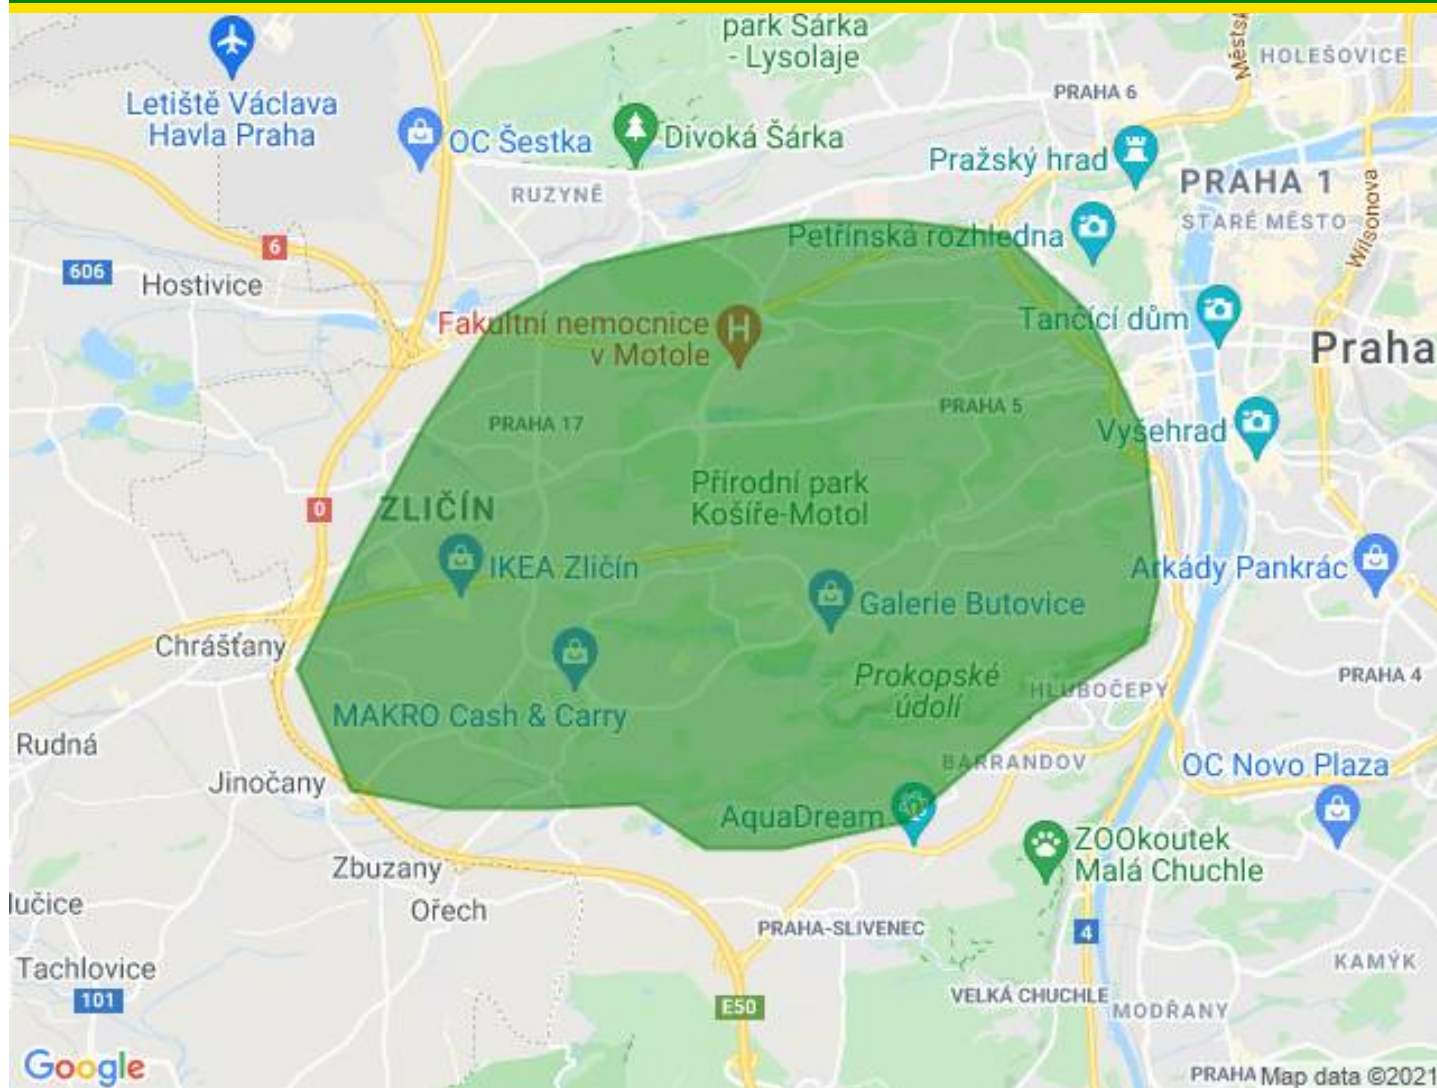 park Šárka
- Lysolaje
HOLEŠOVICE
PRAHA 6
Letiště Václava
Havla Praha
OC Šestka
Divoká Šárka
Pražský hrad
PRAHA 1
RUZYNĚ
STARÉ MĚSTO
Wilsonova
Petřínská rozhledna
6
606
Hostivice
Fakultní nemocnice
v Motole
Tančící dům
Praha
PRAHA 17
PRAHA 5
Vyšehrad
Přírodní park
Košíře-Motol
0
ZLIČÍN
IKEA Zličín
Arkády Pankrác
Galerie Butovice
Chrášťany
Prokopské
údolí
HLUBOČEPY
PRAHA 4
MAKRO Cash & Carry
Rudná
Jinočany
BARRANDOV
OC Novo Plaza
AquaDream
ZOOkoutek
Malá Chuchle
Zbuzany
lučice
Ořech
PRAHA-SLIVENEC
4
Tachlovice
101
KAMÝK
E50
VELKÁ CHUCHLE
MODŘANY
Google
PRAHA
Map data ©2021